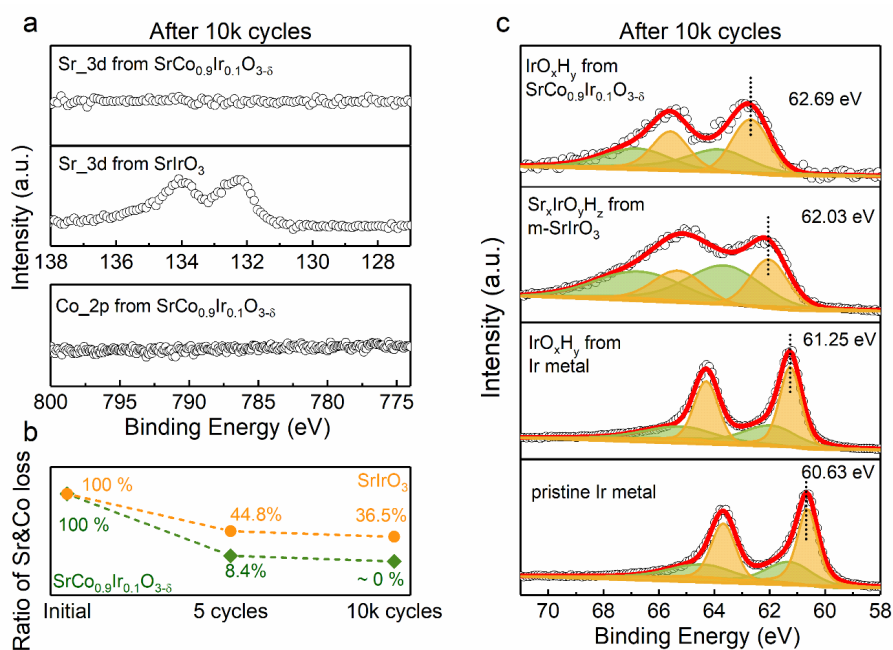 a
After 10k cycles
Sr_3d from SrCo0.9Ir0.1O3-δ
Sr_3d from SrIrO3
138 136 134 132 130 128
Co_2p from SrCo0.9Ir0.1O3-δ
800 795 790 785 780 775
Binding Energy (eV)
Intensity (a.u.)
b
Ratio of Sr&Co loss
100 %
100 %
SrIrO3
44.8%
36.5%
8.4%
~ 0 %
SrCo0.9Ir0.1O3-δ
Initial 5 cycles 10k cycles
c
After 10k cycles
IrOxHy from
SrCo0.9Ir0.1O3-δ
62.69 eV
SrxIrOyHz from
m-SrIrO3
62.03 eV
IrOxHy from
Ir metal
61.25 eV
pristine Ir metal
60.63 eV
70 68 66 64 62 60 58
Binding Energy (eV)
Intensity (a.u.)